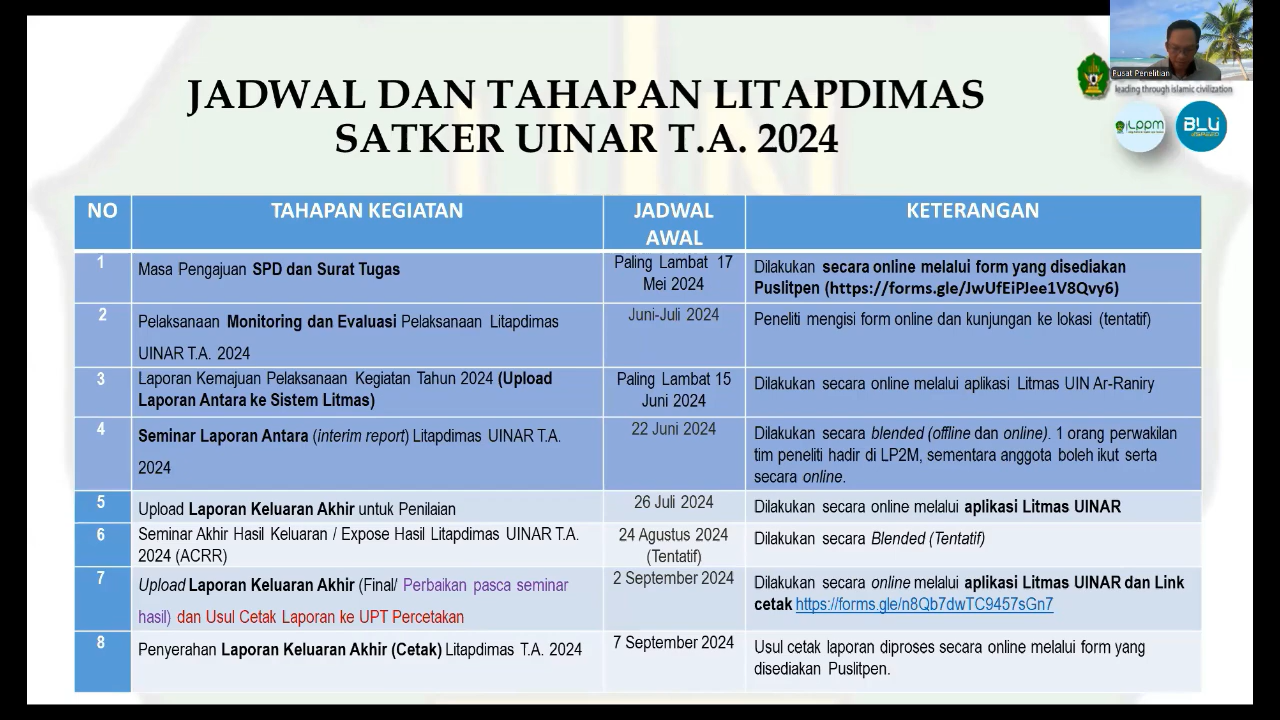 Pusat Penelitian
leading through islamic civilization
JADWAL DAN TAHAPAN LITAPDIMAS
SATKER UINAR T.A. 2024
LPPM
BLU
NO
TAHAPAN KEGIATAN
JADWAL
AWAL
KETERANGAN
1
Masa Pengajuan SPD dan Surat Tugas
Paling Lambat 17
Mei 2024
Dilakukan secara online melalui form yang disediakan
Puslitpen (https://forms.gle/JwUfEiPJee1V8Qvy6)
2
Pelaksanaan Monitoring dan Evaluasi Pelaksanaan Litapdimas
UINAR T.A. 2024
Juni-Juli 2024
Peneliti mengisi form online dan kunjungan ke lokasi (tentatif)
3
Laporan Kemajuan Pelaksanaan Kegiatan Tahun 2024 (Upload
Laporan Antara ke Sistem Litmas)
Paling Lambat 15
Juni 2024
Dilakukan secara online melalui aplikasi Litmas UIN Ar-Raniry
4
Seminar Laporan Antara (interim report) Litapdimas UINAR T.A.
2024
22 Juni 2024
Dilakukan secara blended (offline dan online). 1 orang perwakilan
tim peneliti hadir di LP2M, sementara anggota boleh ikut serta
secara online.
5
Upload Laporan Keluaran Akhir untuk Penilaian
26 Juli 2024
Dilakukan secara online melalui aplikasi Litmas UINAR
6
Seminar Akhir Hasil Keluaran / Expose Hasil Litapdimas UINAR T.A.
2024 (ACRR)
24 Agustus 2024
(Tentatif)
Dilakukan secara Blended (Tentatif)
7
Upload Laporan Keluaran Akhir (Final/ Perbaikan pasca seminar
hasil) dan Usul Cetak Laporan ke UPT Percetakan
2 September 2024
Dilakukan secara online melalui aplikasi Litmas UINAR dan Link
cetak https://forms.gle/n8Qb7dwTC9457sGn7
8
Penyerahan Laporan Keluaran Akhir (Cetak) Litapdimas T.A. 2024
7 September 2024
Usul cetak laporan diproses secara online melalui form yang
disediakan Puslitpen.